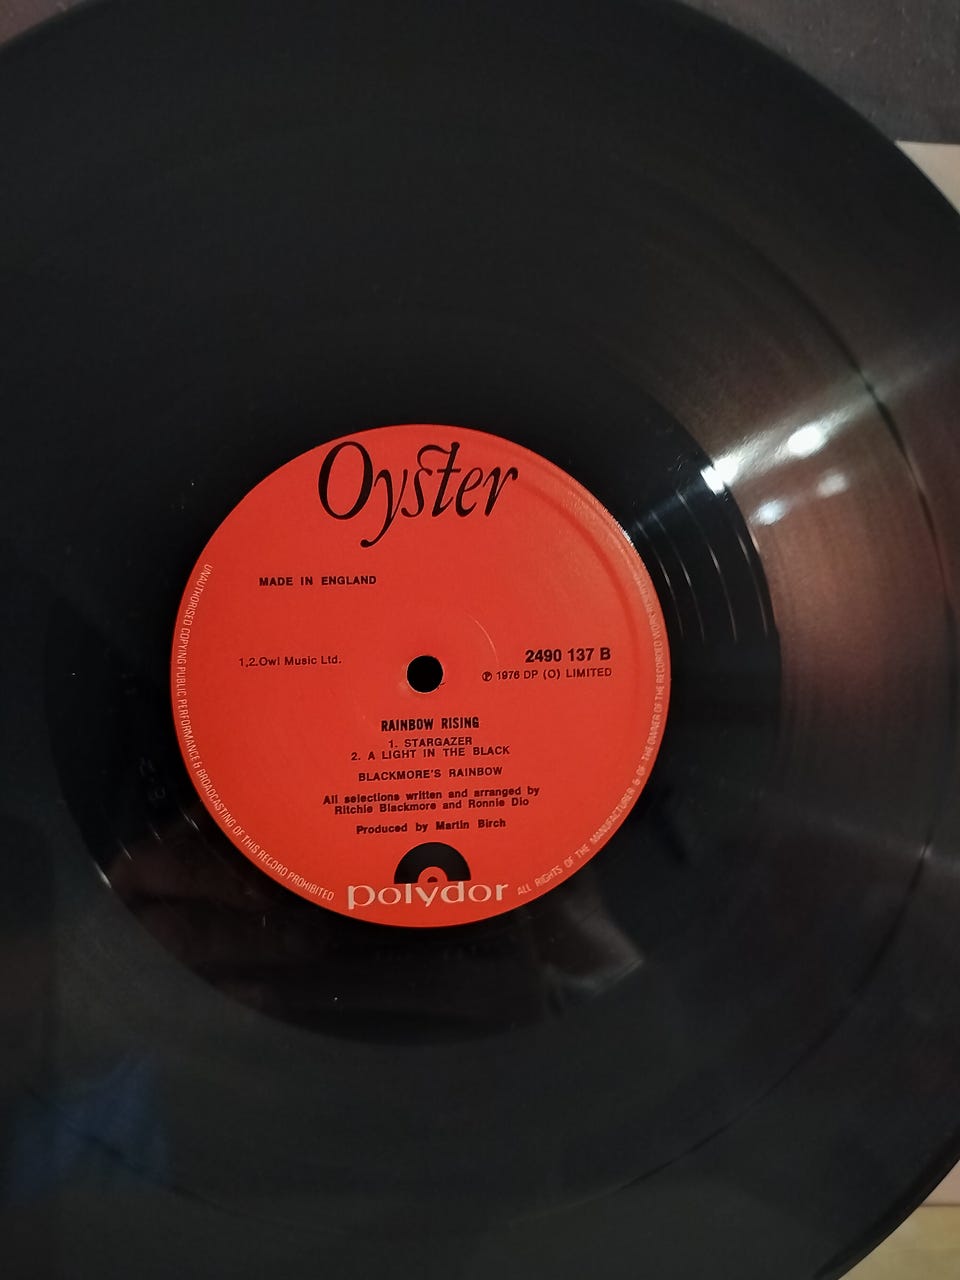 Oyster
MADE IN ENGLAND
1,2.Owl Music Ltd.
2490 137 B
℗ 1976 DP (O) LIMITED
RAINBOW RISING
1. STARGAZER
2. A LIGHT IN THE BLACK
BLACKMORE'S RAINBOW
All selections written and arranged by
Ritchie Blackmore and Ronnie Dio
Produced by Martin Birch
polydor
ALL RIGHTS OF THE MANUFACTURER & OF THE OWNER OF THE RECORDED WORK
UNAUTHORISED COPYING PUBLIC PERFORMANCE & BROADCASTING OF THIS RECORD PROHIBITED